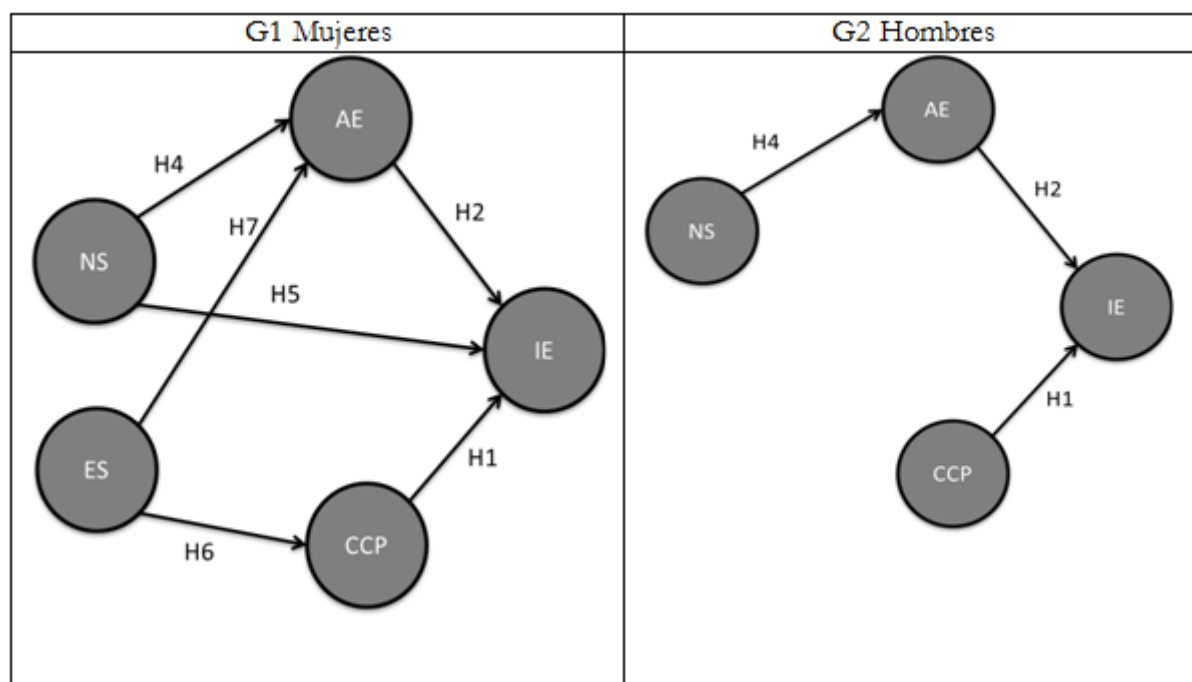 G1 Mujeres
G2 Hombres
AE
H4
H7
H2
NS
H5
IE
ES
H1
H6
CCP
AE
H4
H2
NS
IE
H1
CCP